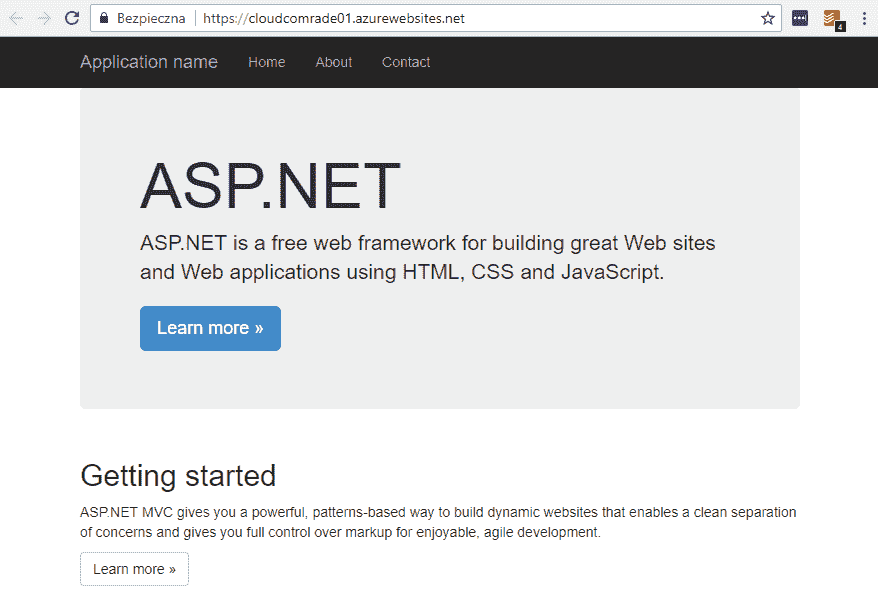 Bezpieczna https://cloudcomrade01.azurewebsites.net
4
Application name Home About Contact
ASP.NET
ASP.NET is a free web framework for building great Web sites
and Web applications using HTML, CSS and JavaScript.
Learn more »
Getting started
ASP.NET MVC gives you a powerful, patterns-based way to build dynamic websites that enables a clean separation
of concerns and gives you full control over markup for enjoyable, agile development.
Learn more »